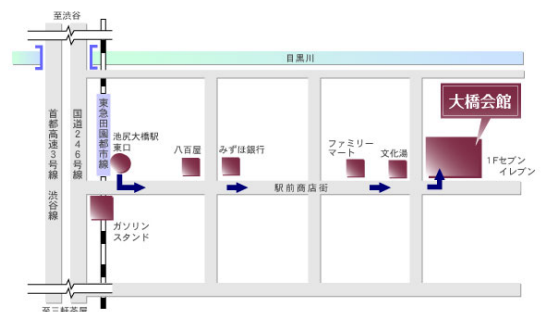 至渋谷
目黒川
大橋会館
首都高速3号線
渋谷線
国道246号線
東急田園都市線
池尻大橋駅
東口
八百屋
みずほ銀行
ファミリー
マート
文化湯
1Fセブン
イレブン
駅前商店街
ガソリン
スタンド
至三軒茶屋